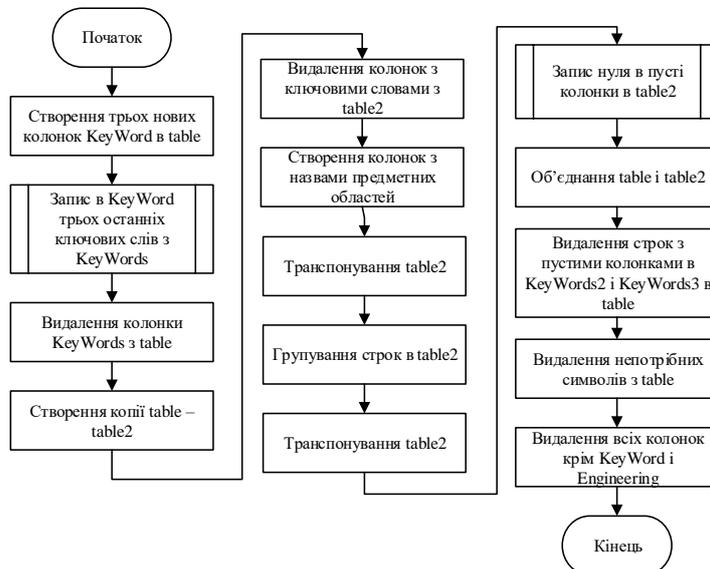 Початок
Створення трьох нових
колонок KeyWord в table
Запис в KeyWord
трьох останніх
ключових слів з
KeyWords
Видалення колонки
KeyWords з table
Створення копії table –
table2
Видалення колонок з
ключовими словами з
table2
Створення колонок з
назвами предметних
областей
Транспонування table2
Групування строк в table2
Транспонування table2
Запис нуля в пусті
колонки в table2
Об’єднання table і table2
Видалення строк з
пустими колонками в
KeyWords2 і KeyWords3 в
table
Видалення непотрібних
символів з table
Видалення всіх колонок
крім KeyWord і
Engineering
Кінець